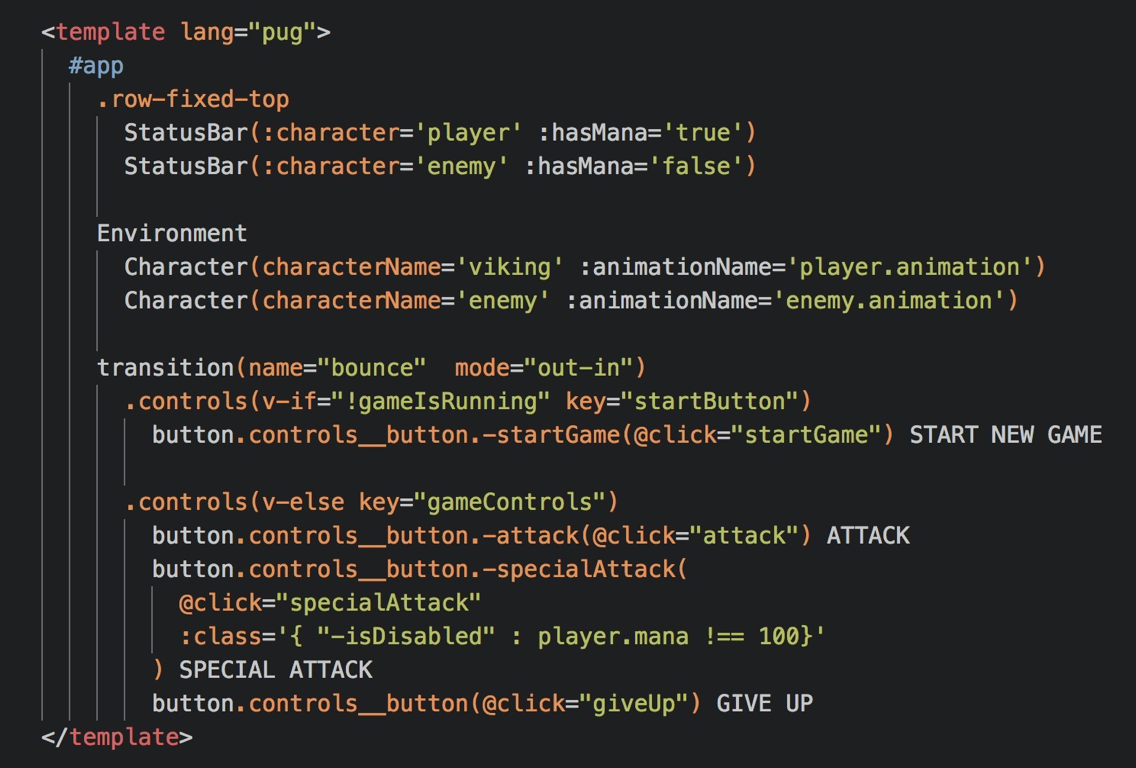 <template lang="pug">
#app
.row-fixed-top
StatusBar(:character='player' :hasMana='true')
StatusBar(:character='enemy' :hasMana='false')
Environment
Character(characterName='viking' :animationName='player.animation')
Character(characterName='enemy' :animationName='enemy.animation')
transition(name="bounce"  mode="out-in")
.controls(v-if="!gameIsRunning" key="startButton")
button.controls__button.-startGame(@click="startGame") START NEW GAME
.controls(v-else key="gameControls")
button.controls__button.-attack(@click="attack") ATTACK
button.controls__button.-specialAttack(
@click="specialAttack"
:class='{ "-isDisabled" : player.mana !== 100}'
) SPECIAL ATTACK
button.controls__button(@click="giveUp") GIVE UP
</template>